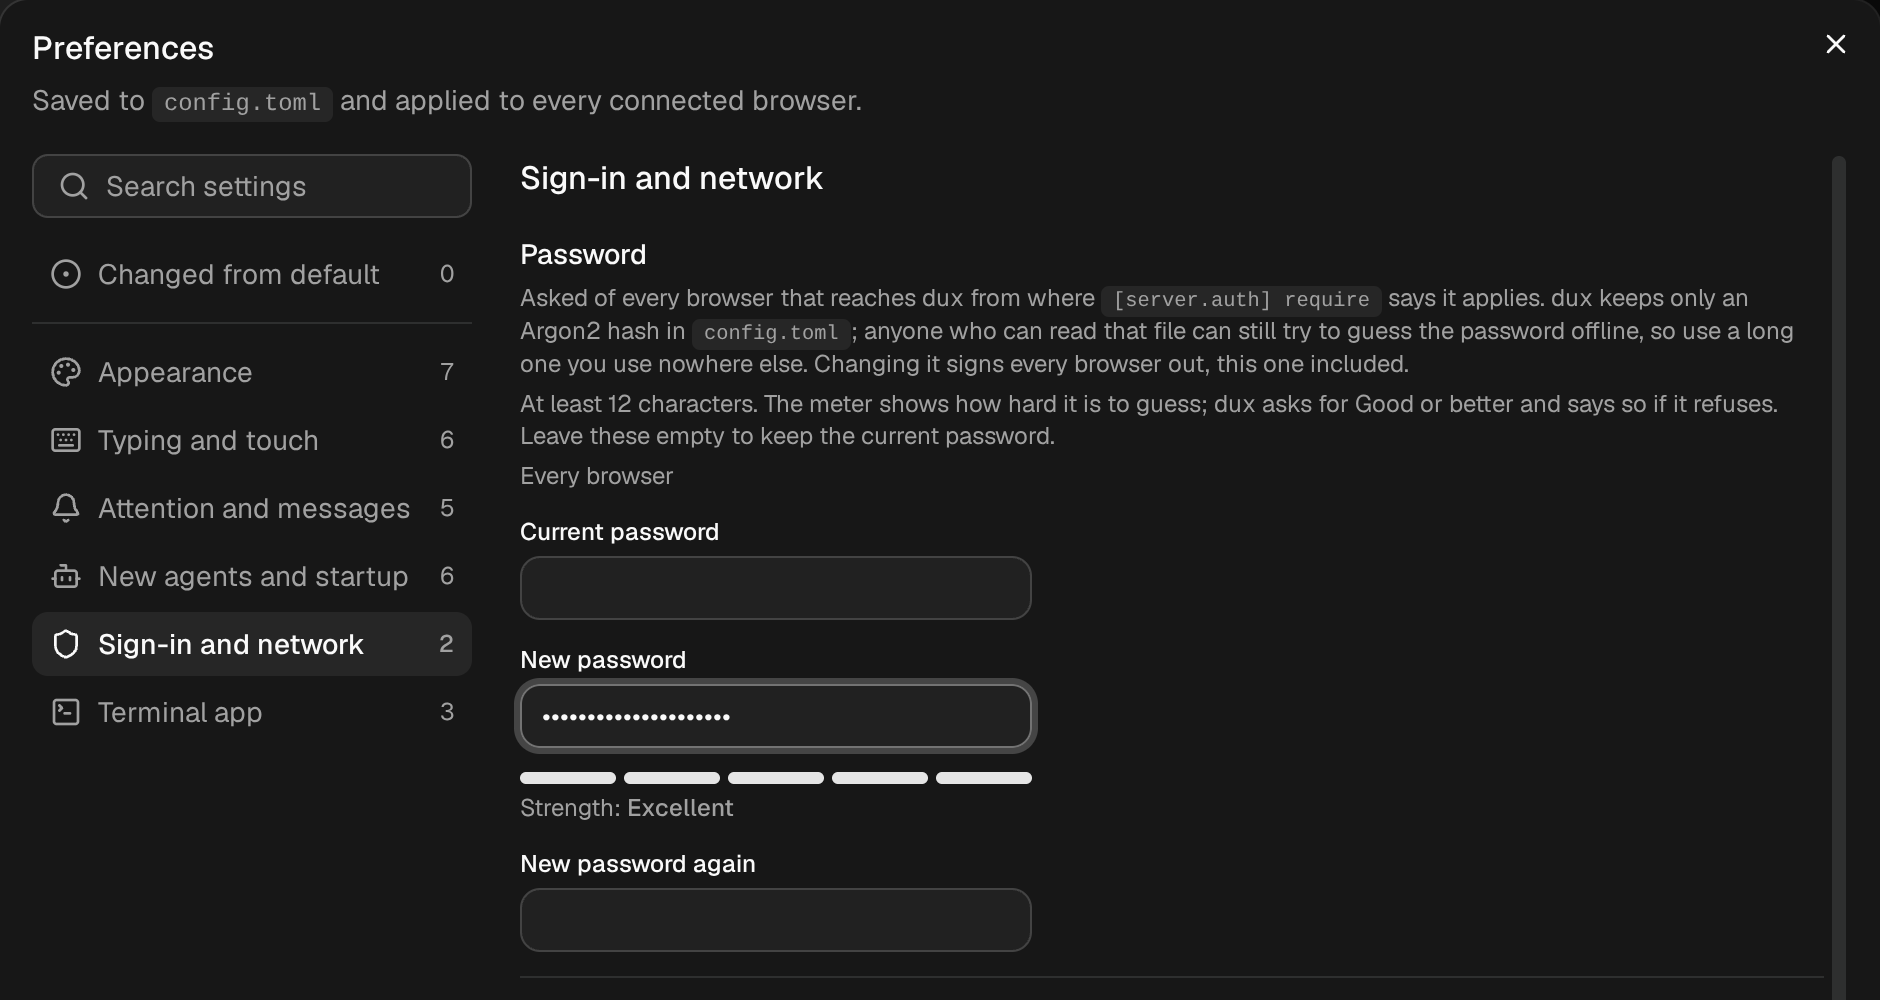 Preferences
Saved to config.toml and applied to every connected browser.
Search settings
Changed from default 0
Appearance 7
Typing and touch 6
Attention and messages 5
New agents and startup 6
Sign-in and network 2
Terminal app 3
Sign-in and network
Password
Asked of every browser that reaches dux from where [server.auth] require says it applies. dux keeps only an
Argon2 hash in config.toml; anyone who can read that file can still try to guess the password offline, so use a long
one you use nowhere else. Changing it signs every browser out, this one included.
At least 12 characters. The meter shows how hard it is to guess; dux asks for Good or better and says so if it refuses.
Leave these empty to keep the current password.
Every browser
Current password
New password
•••••••••••••••••••••
Strength: Excellent
New password again